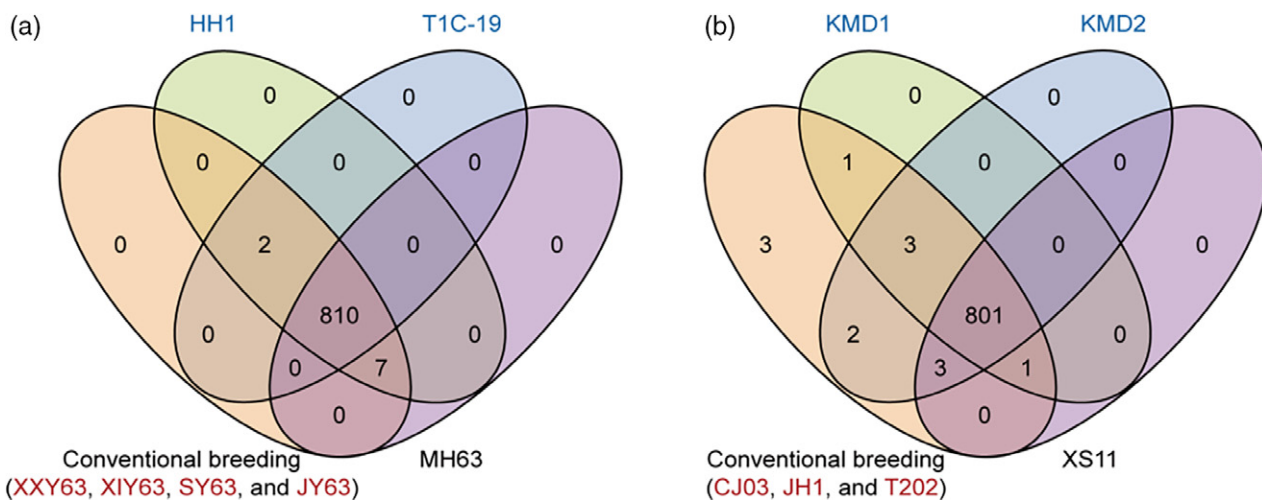 (a)
HH1 T1C-19
0 0
0 0 0
0 2 0 0
810
0 0
0 7
0
Conventional breeding MH63
(XXY63, XIY63, SY63, and JY63)
(b)
KMD1 KMD2
0 0
1 0 0
3 3 0 0
801
2 0
3 1
0
Conventional breeding XS11
(CJ03, JH1, and T202)